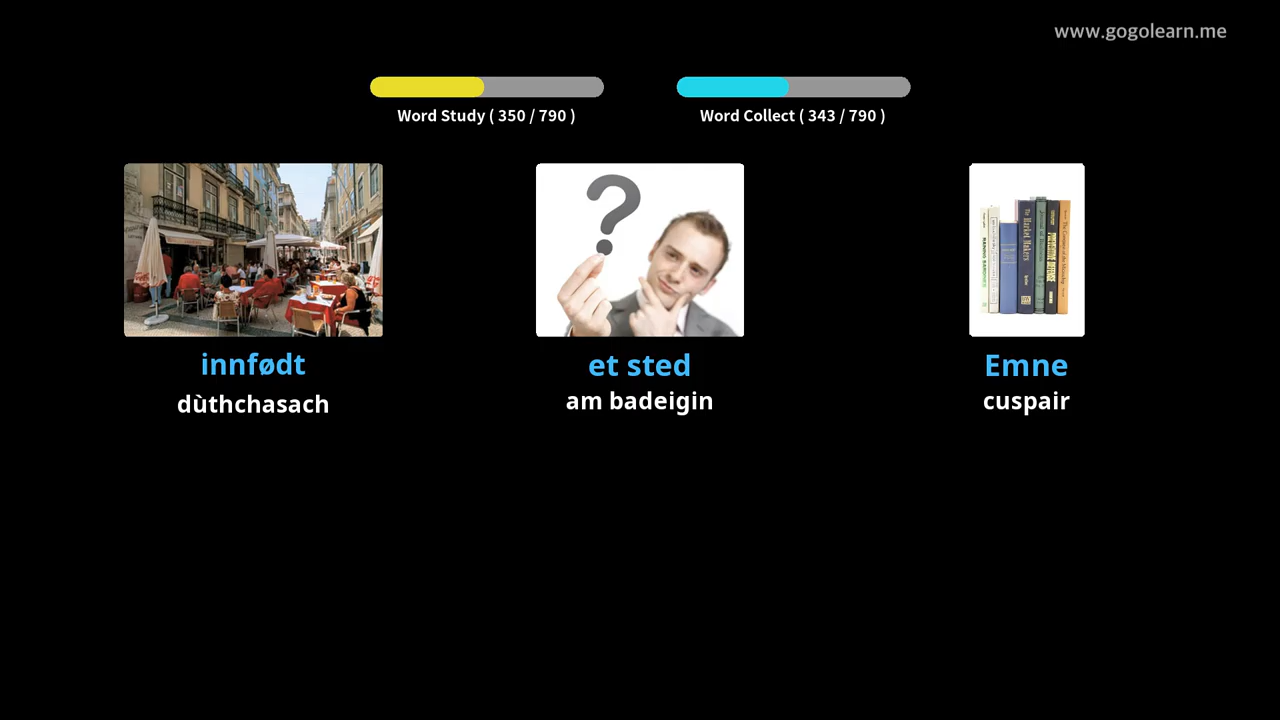 www.gogolearn.me
Word Study ( 350 / 790 )
Word Collect ( 343 / 790 )
innfødt
dùthchasach
et sted
am badeigin
Emne
cuspair